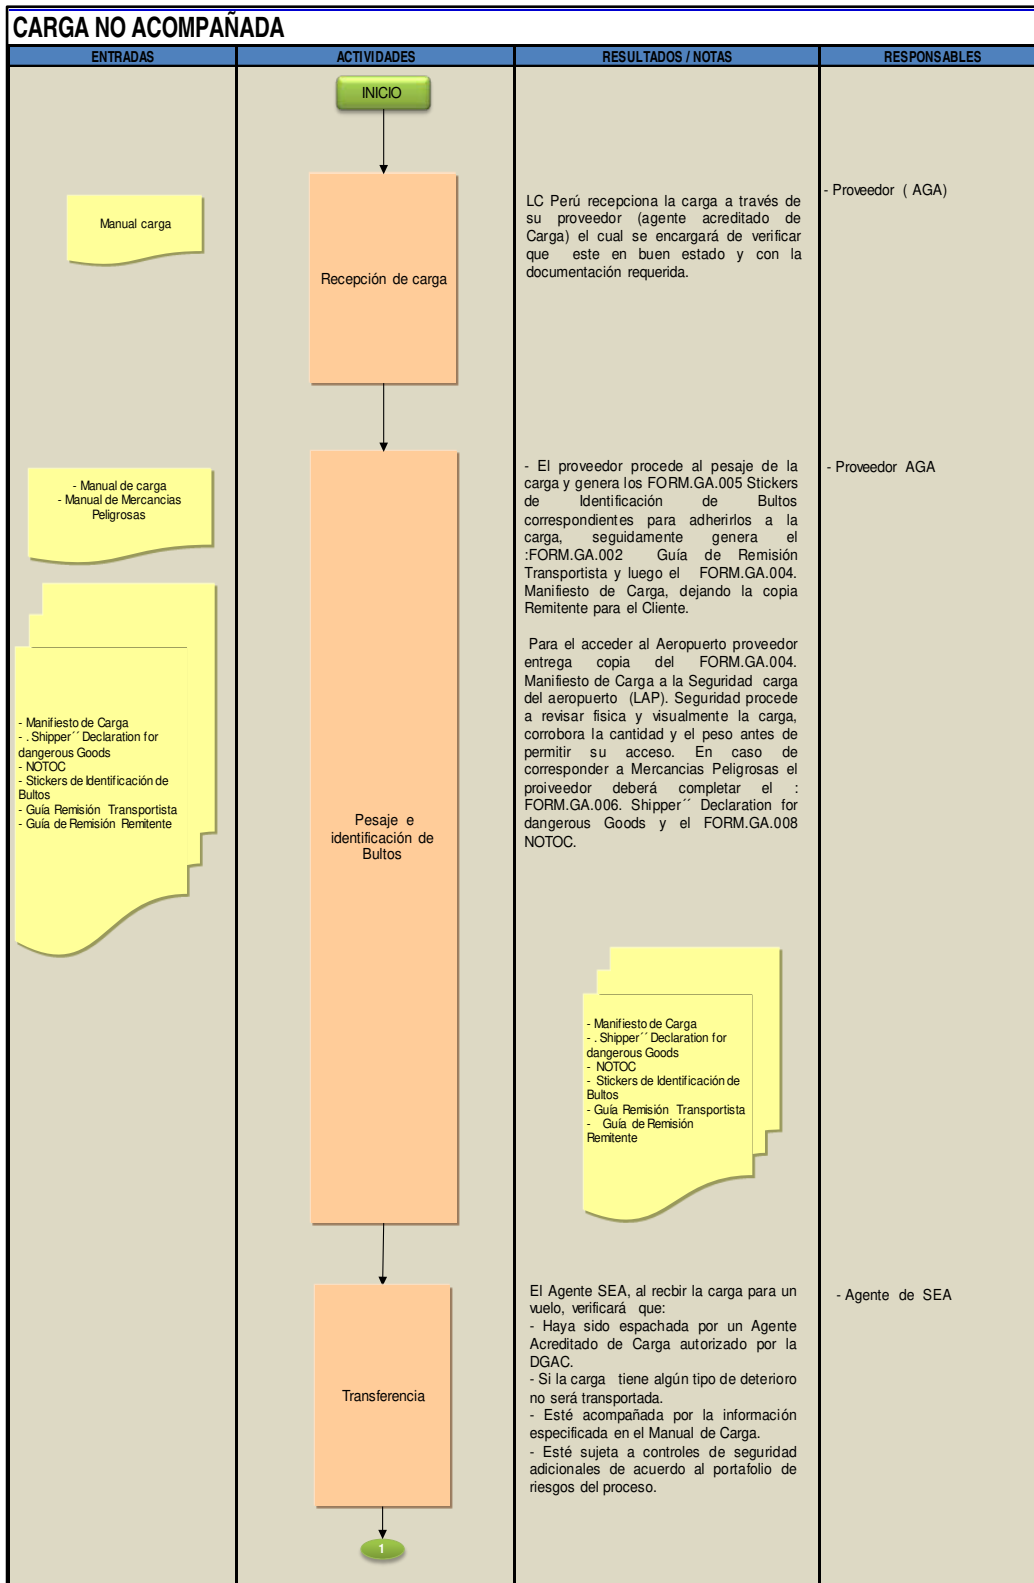 CARGA NO ACOMPAÑADA
ENTRADAS
ACTIVIDADES
RESULTADOS / NOTAS
RESPONSABLES
INICIO
Manual carga
Recepción de carga
LC Perú recepciona la carga a través de
su proveedor (agente acreditado de
Carga) el cual se encargará de verificar
que este en buen estado y con la
documentación requerida.
- Proveedor ( AGA)
- Manual de carga
- Manual de Mercancias
Peligrosas
- Manifiesto de Carga
- . Shipper´´ Declaration for
dangerous Goods
- NOTOC
- Stickers de Identificación de
Bultos
- Guía Remisión Transportista
- Guía de Remisión Remitente
Pesaje e
identificación de
Bultos
- El proveedor procede al pesaje de la
carga y genera los FORM.GA.005 Stickers
de Identificación de Bultos
correspondientes para adherirlos a la
carga, seguidamente genera el
:FORM.GA.002 Guía de Remisión
Transportista y luego el FORM.GA.004.
Manifiesto de Carga, dejando la copia
Remitente para el Cliente.
Para el acceder al Aeropuerto proveedor
entrega copia del FORM.GA.004.
Manifiesto de Carga a la Seguridad carga
del aeropuerto (LAP). Seguridad procede
a revisar fisica y visualmente la carga,
corrobora la cantidad y el peso antes de
permitir su acceso. En caso de
corresponder a Mercancias Peligrosas el
proiveedor deberá completar el :
FORM.GA.006. Shipper´´ Declaration for
dangerous Goods y el FORM.GA.008
NOTOC.
- Manifiesto de Carga
- . Shipper´´ Declaration for
dangerous Goods
- NOTOC
- Stickers de Identificación de
Bultos
- Guía Remisión Transportista
- Guía de Remisión
Remitente
- Proveedor AGA
Transferencia
El Agente SEA, al recbir la carga para un
vuelo, verificará que:
- Haya sido espachada por un Agente
Acreditado de Carga autorizado por la
DGAC.
- Si la carga tiene algún tipo de deterioro
no será transportada.
- Esté acompañada por la información
especificada en el Manual de Carga.
- Esté sujeta a controles de seguridad
adicionales de acuerdo al portafolio de
riesgos del proceso.
- Agente de SEA
1